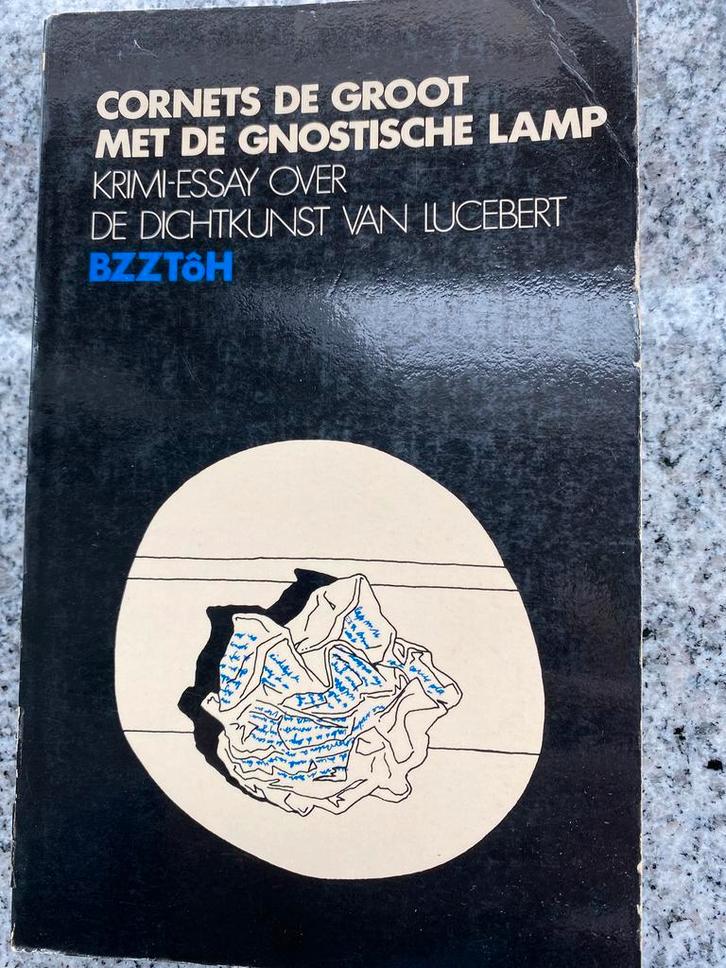 CORNETS DE GROOT
MET DE GNOSTISCHE LAMP
KRIMI-ESSAY OVER
DE DICHTKUNST VAN LUCEBERT
BZZTôH